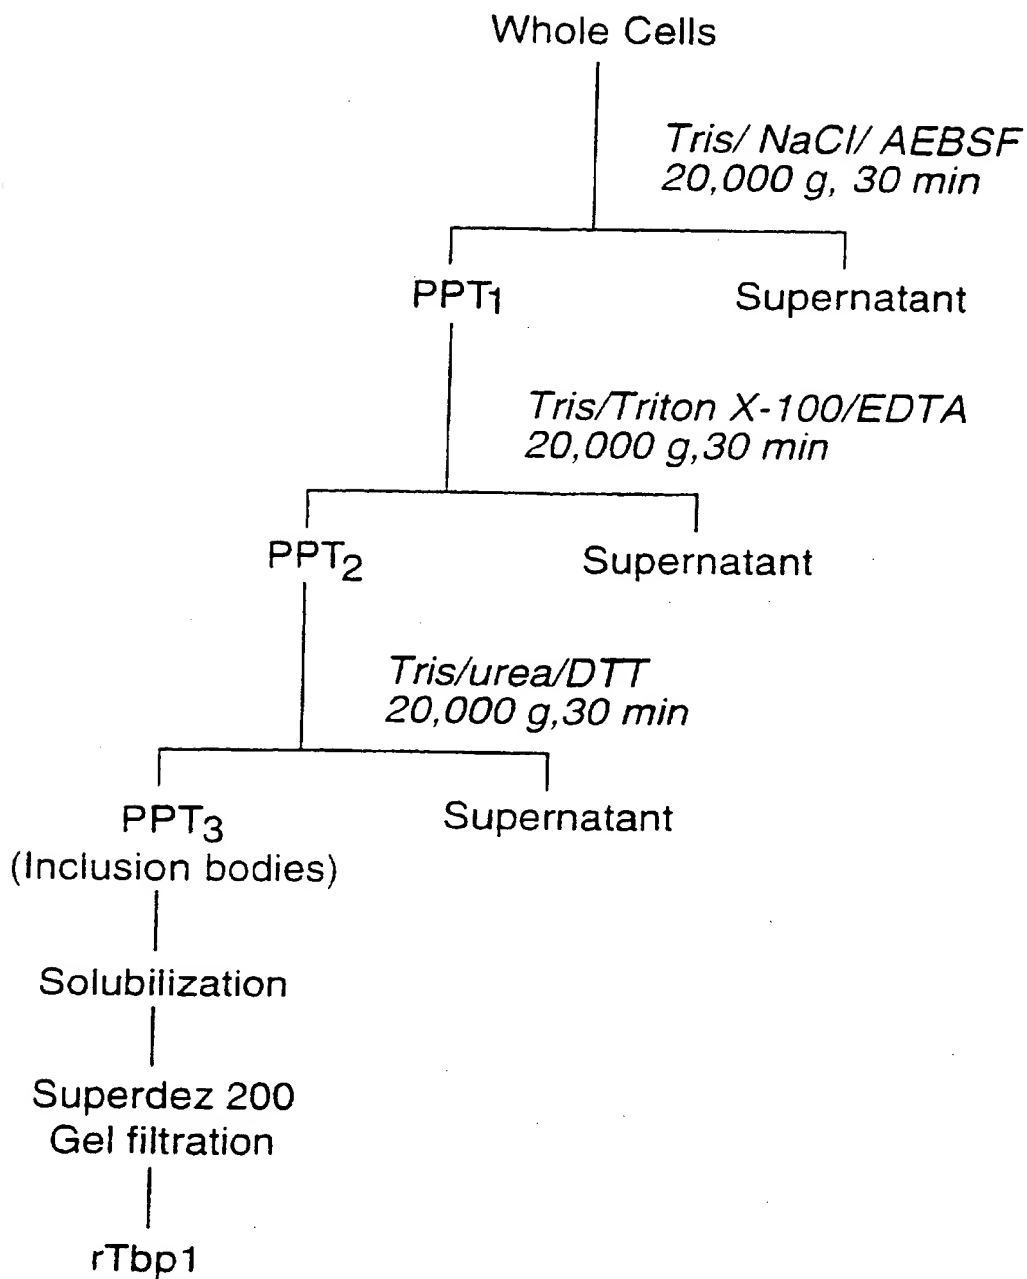 Whole Cells
Tris/ NaCl/ AEBSF
20,000 g, 30 min
PPT1
Supernatant
Tris/Triton X-100/EDTA
20,000 g,30 min
PPT2
Supernatant
Tris/urea/DTT
20,000 g,30 min
PPT3
Supernatant
(Inclusion bodies)
Solubilization
Superdez 200
Gel filtration
rTbp1